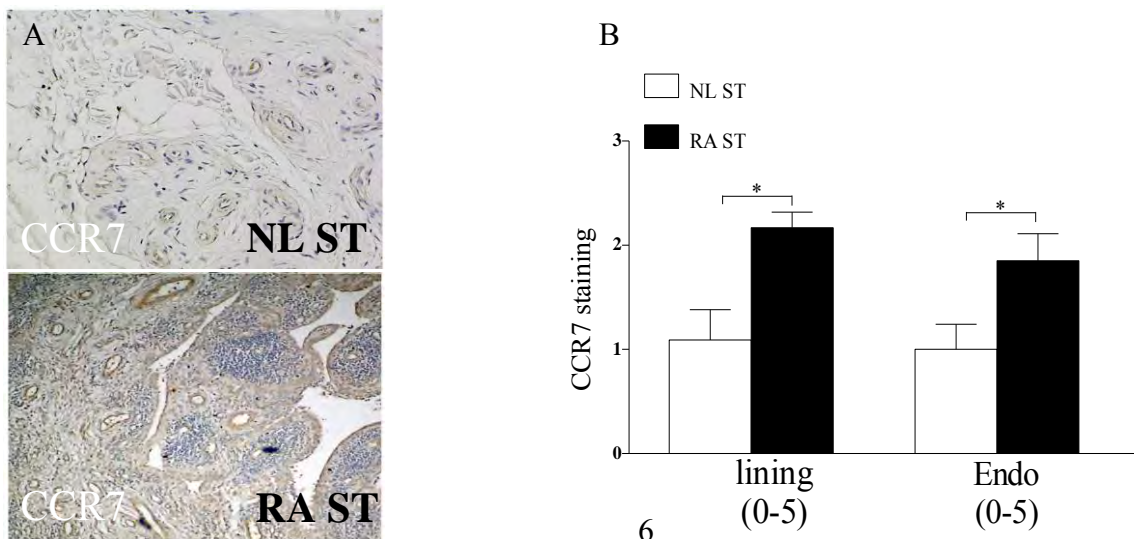 A
CCR7 NL ST
CCR7 RA ST
B
NL ST
RA ST
CCR7 staining
3
2
1
0
*
*
lining
(0-5)
Endo
(0-5)
6